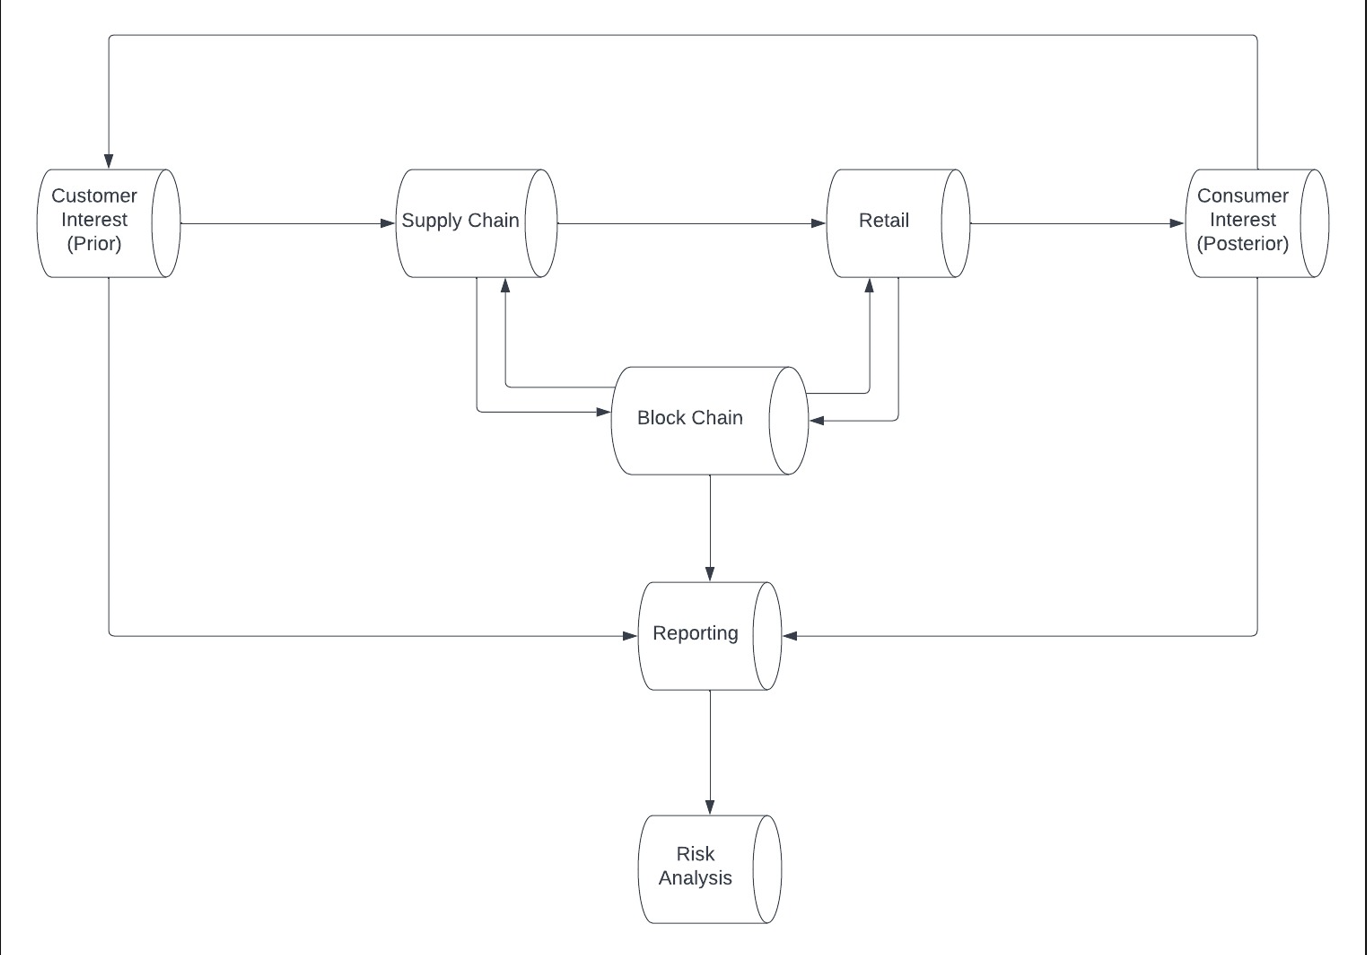 Customer
Interest
(Prior)
Supply Chain
Retail
Consumer
Interest
(Posterior)
Block Chain
Reporting
Risk
Analysis